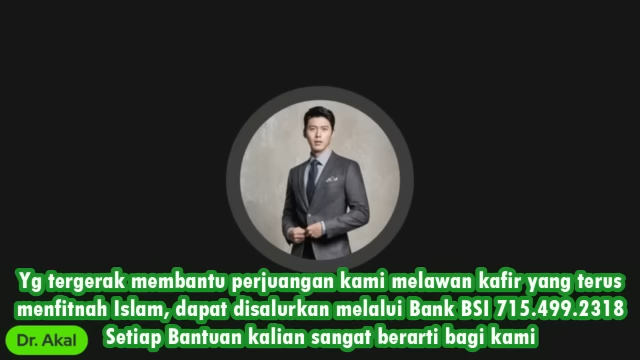 Yg tergerak membantu perjuangan kami melawan kafir yang terus
menfitnah Islam, dapat disalurkan melalui Bank BSI 715.499.2318
Setiap Bantuan kalian sangat berarti bagi kami
Dr. Akal